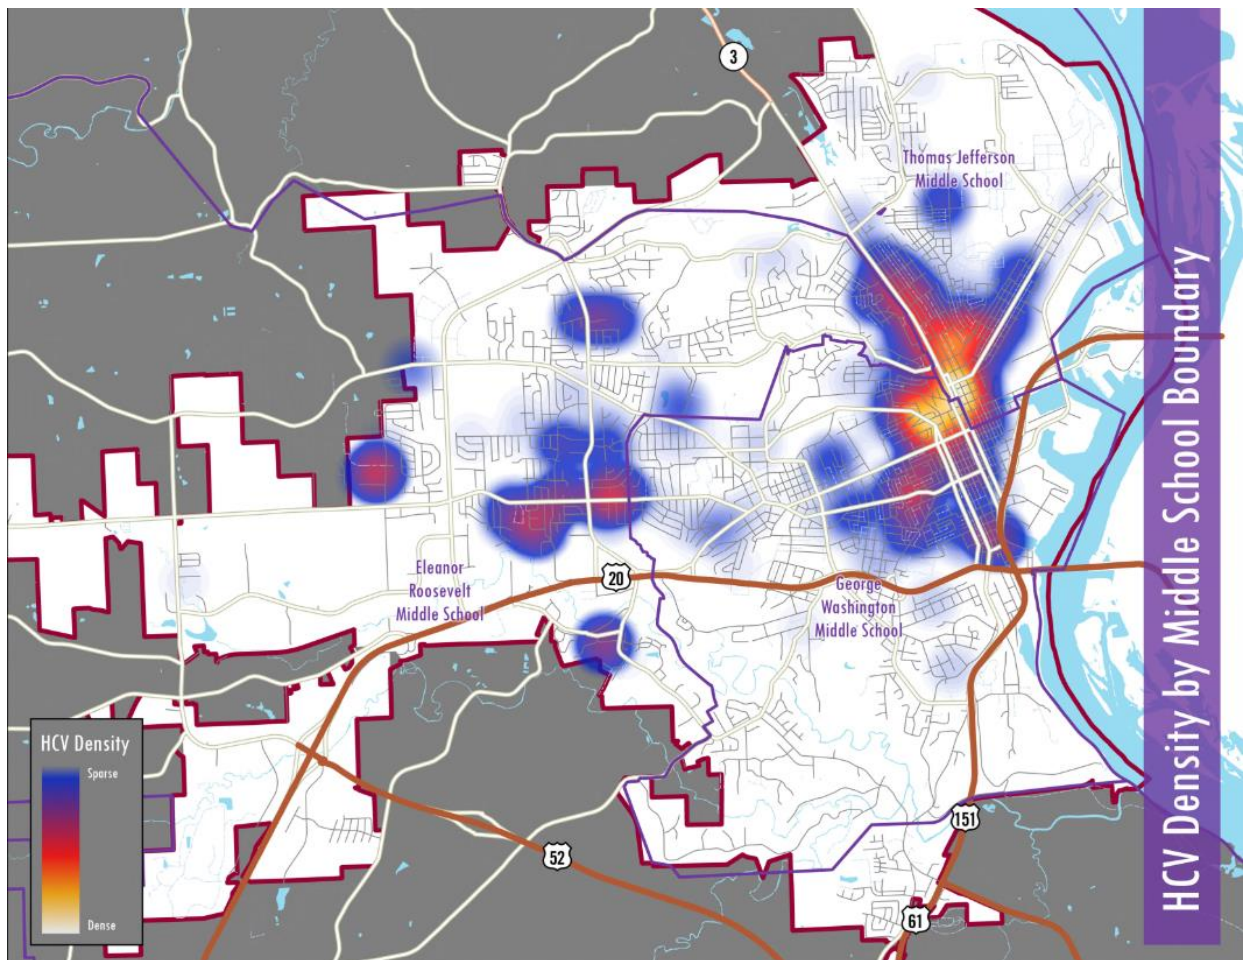 3
Thomas Jefferson
Middle School
HCV Density by Middle School Boundary
Eleanor
Roosevelt
Middle School
20
George
Washington
Middle School
HCV Density
Sparse
Dense
151
52
61